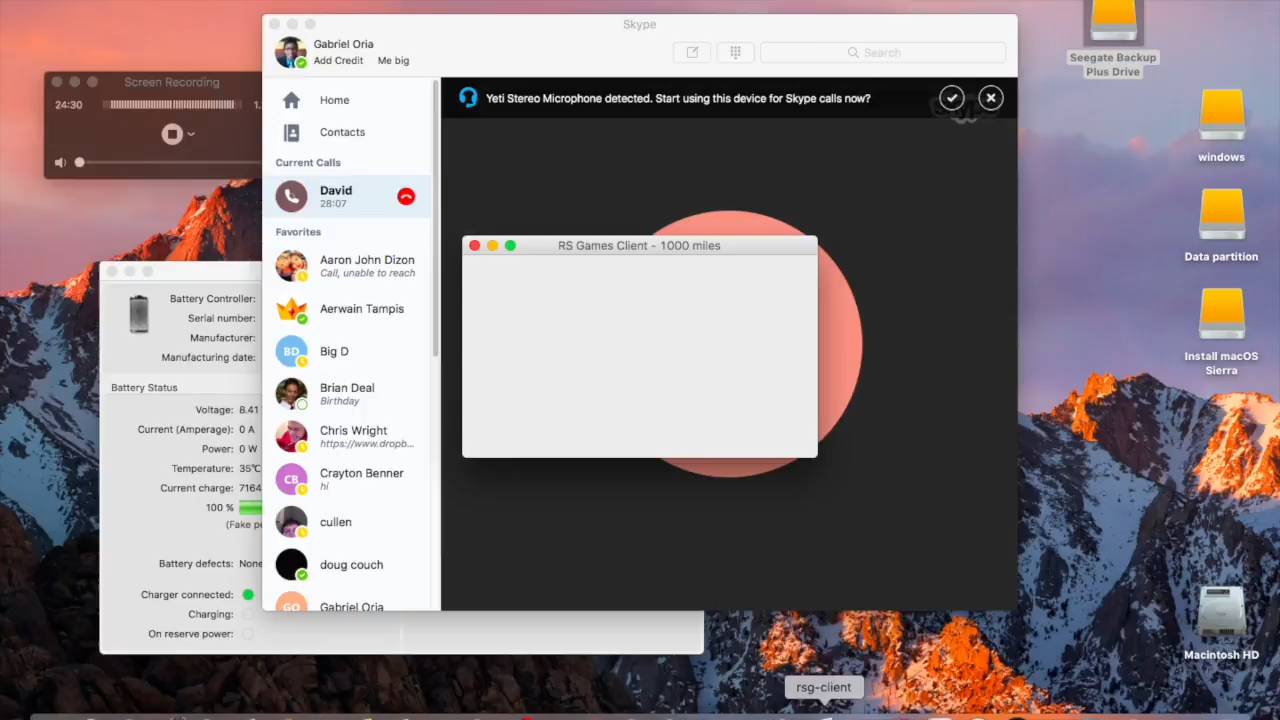 Skype
Gabriel Oria
Add Credit Me big
Search
Screen Recording
24:30
1.
Home
Contacts
Current Calls
David
28:07
Favorites
Aaron John Dizon
Call, unable to reach
Aerwain Tampis
BD
Big D
Brian Deal
Birthday
Chris Wright
https://www.dropb...
CB
Crayton Benner
hi
cullen
doug couch
GO
Gabriel Oria
Yeti Stereo Microphone detected. Start using this device for Skype calls now?
RS Games Client - 1000 miles
Battery Controller:
Serial number:
Manufacturer:
Manufacturing date:
Battery Status
Voltage: 8.41
Current (Amperage): 0 A
Power: 0 W
Temperature: 35°C
Current charge: 7164
100 %
(Fake
Battery defects: None
Charger connected:
Charging:
On reserve power:
Seegate Backup
Plus Drive
windows
Data partition
Install macOS
Sierra
Macintosh HD
rsg-client